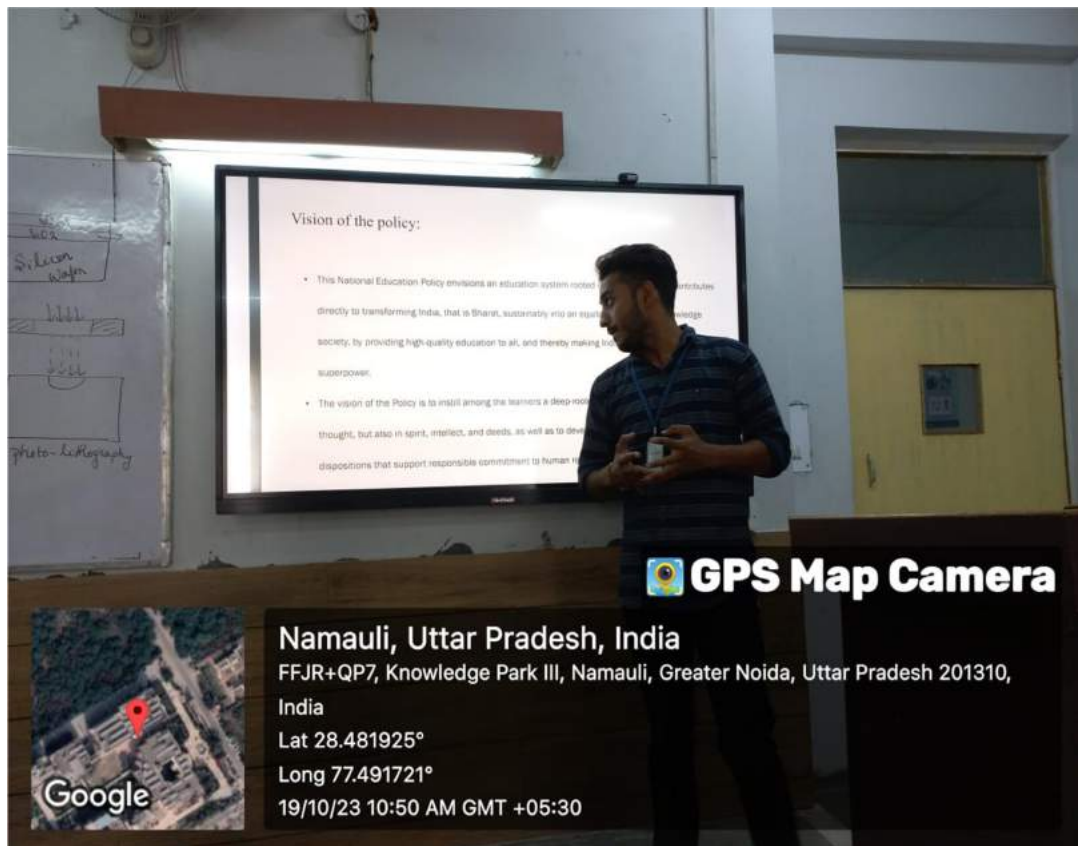 SiO2
Silicon
Wafer
photo-lithography
Vision of the policy:
• This National Education Policy envisions an education system rooted
directly to transforming India, that is Bharat, sustainably into an
society, by providing high-quality education to all, and thereby making
superpower.
• The vision of the Policy is to instill among the learners a
thought, but also in spirit, intellect, and deeds, as well as to
dispositions that support responsible commitment to human
GPS Map Camera
Namauli, Uttar Pradesh, India
FFJR+QP7, Knowledge Park III, Namauli, Greater Noida, Uttar Pradesh 201310,
India
Lat 28.481925°
Long 77.491721°
19/10/23 10:50 AM GMT +05:30
Google